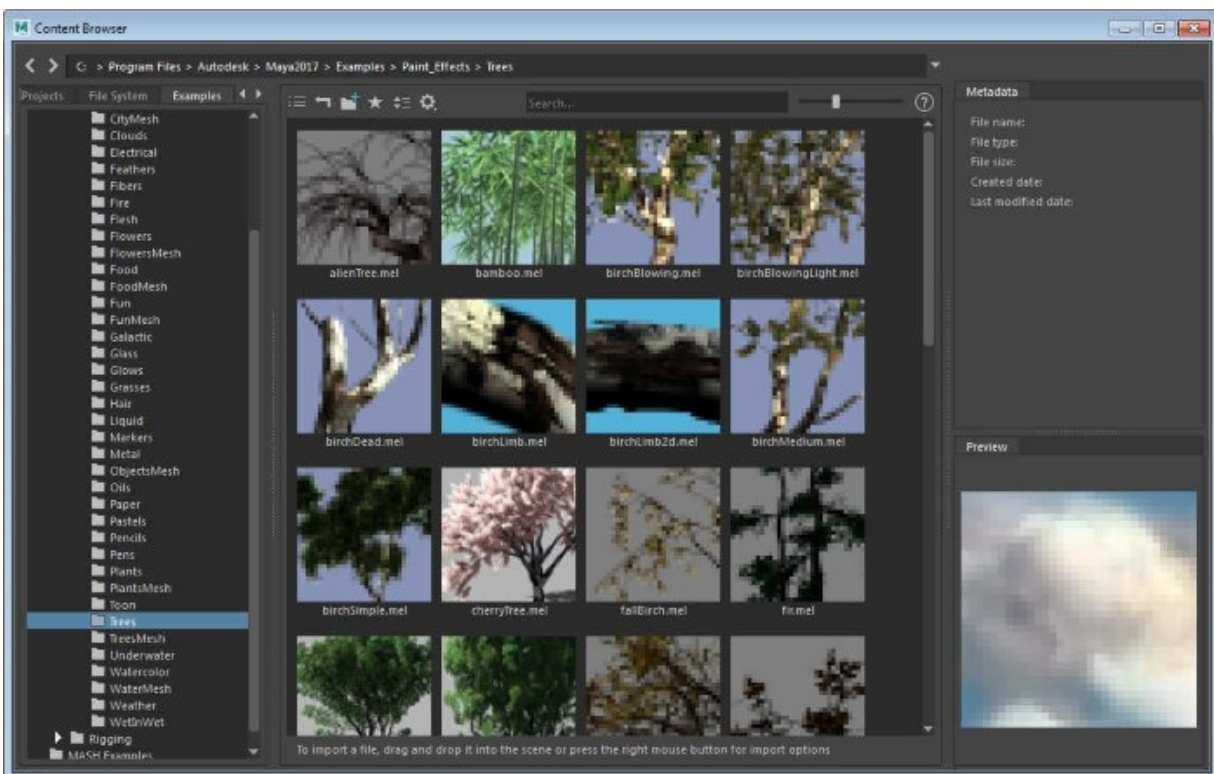 Content Browser
C: > Program Files > Autodesk > Maya2017 > Examples > Paint_Effects > Trees
Projects File System Examples
Search...
?
CityMesh
Clouds
Electrical
Feathers
Fibers
Fire
Flesh
Flowers
FlowersMesh
Food
FoodMesh
Fun
FunMesh
Galactic
Glass
Glows
Grasses
Hair
Liquid
Markers
Metal
ObjectsMesh
Oils
Paper
Pastels
Pencils
Pens
Plants
PlantsMesh
Toon
Trees
TreesMesh
Underwater
Watercolor
WaterMesh
Weather
WetInWet
Rigging
MASH Examples
alienTree.mel bamboo.mel birchBlowing.mel birchBlowingLight.mel
birchDead.mel birchLimb.mel birchLimb2d.mel birchMedium.mel
birchSimple.mel cherryTree.mel fallBirch.mel fir.mel
To import a file, drag and drop it into the scene or press the right mouse button for import options
Metadata
File name:
File type:
File size:
Created date:
Last modified date:
Preview